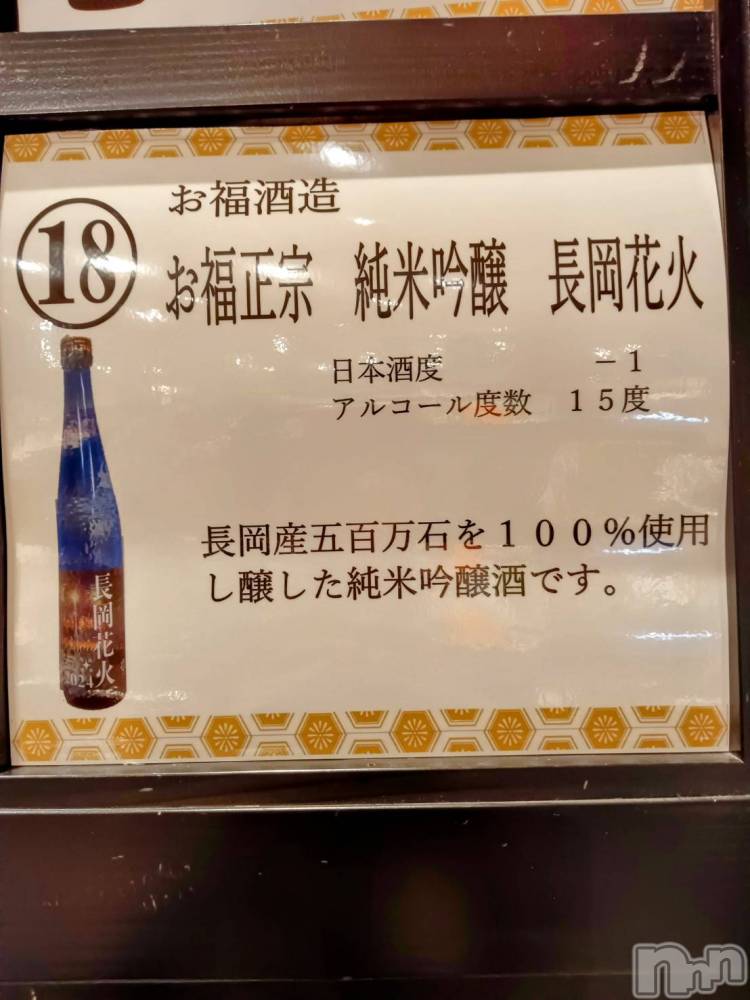 ⑱
お福酒造
お福正宗　純米吟醸　長岡花火
日本酒度　　　　－１
アルコール度数　１５度
長岡産五百万石を１００％使用
し醸した純米吟醸酒です。
長岡花火
2024
nnn